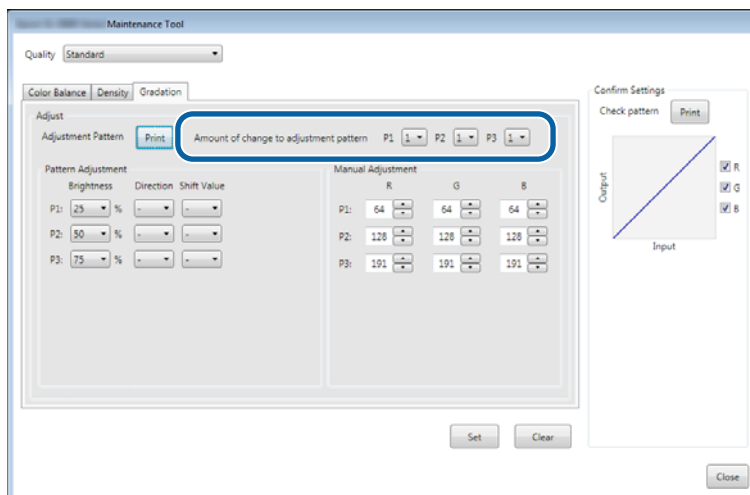 Maintenance Tool
Quality Standard
Color Balance Density Gradation
Adjust
Adjustment Pattern Print Amount of change to adjustment pattern P1 1 P2 1 P3 1
Pattern Adjustment
Brightness Direction Shift Value
P1: 25 % - -
P2: 50 % - -
P3: 75 % - -
Manual Adjustment
R G B
P1: 64 64 64
P2: 128 128 128
P3: 191 191 191
Set Clear
Confirm Settings
Check pattern Print
Output
Input
R
G
B
Close